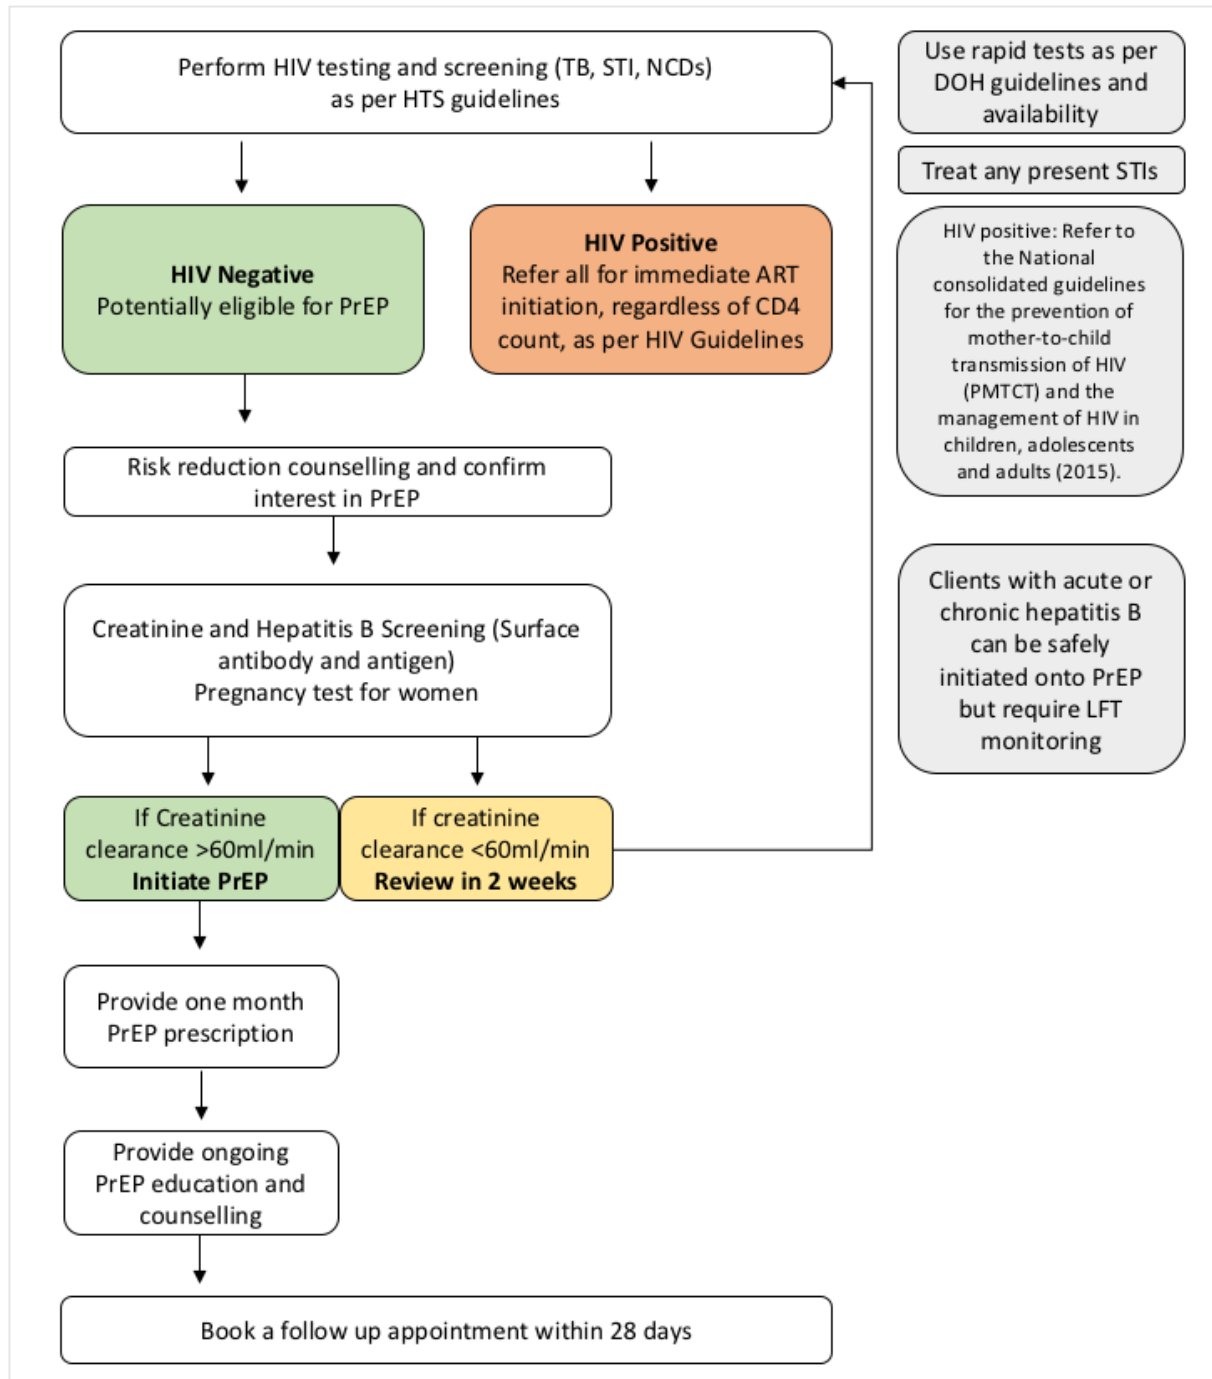 Perform HIV testing and screening (TB, STI, NCDs)
as per HTS guidelines
HIV Negative
Potentially eligible for PrEP
HIV Positive
Refer all for immediate ART
initiation, regardless of CD4
count, as per HIV Guidelines
Risk reduction counselling and confirm
interest in PrEP
Creatinine and Hepatitis B Screening (Surface
antibody and antigen)
Pregnancy test for women
If Creatinine
clearance >60ml/min
Initiate PrEP
If creatinine
clearance <60ml/min
Review in 2 weeks
Provide one month
PrEP prescription
Provide ongoing
PrEP education and
counselling
Book a follow up appointment within 28 days
Use rapid tests as per
DOH guidelines and
availability
Treat any present STIs
HIV positive: Refer to
the National
consolidated guidelines
for the prevention of
mother-to-child
transmission of HIV
(PMTCT) and the
management of HIV in
children, adolescents
and adults (2015).
Clients with acute or
chronic hepatitis B
can be safely
initiated onto PrEP
but require LFT
monitoring